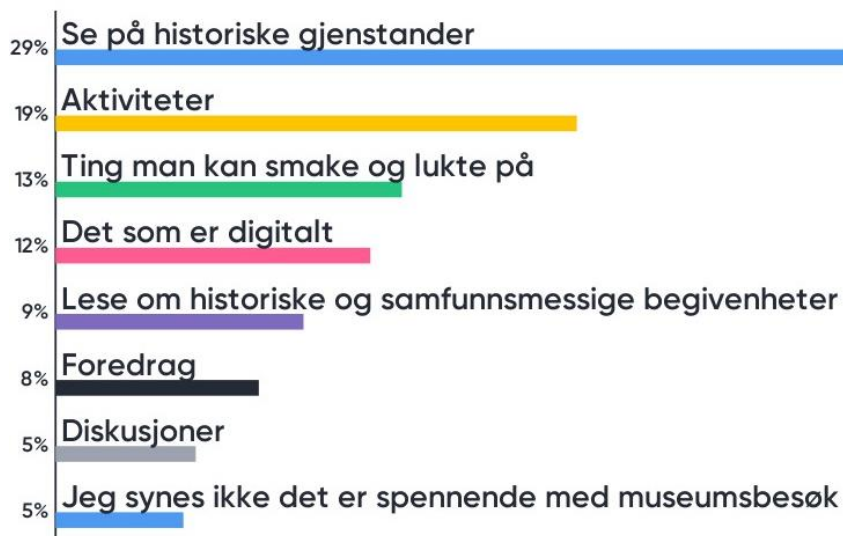 Se på historiske gjenstander
29%
Aktiviteter
19%
Ting man kan smake og lukte på
13%
Det som er digitalt
12%
Lese om historiske og samfunnsmessige begivenheter
9%
Foredrag
8%
Diskusjoner
5%
Jeg synes ikke det er spennende med museumsbesøk
5%